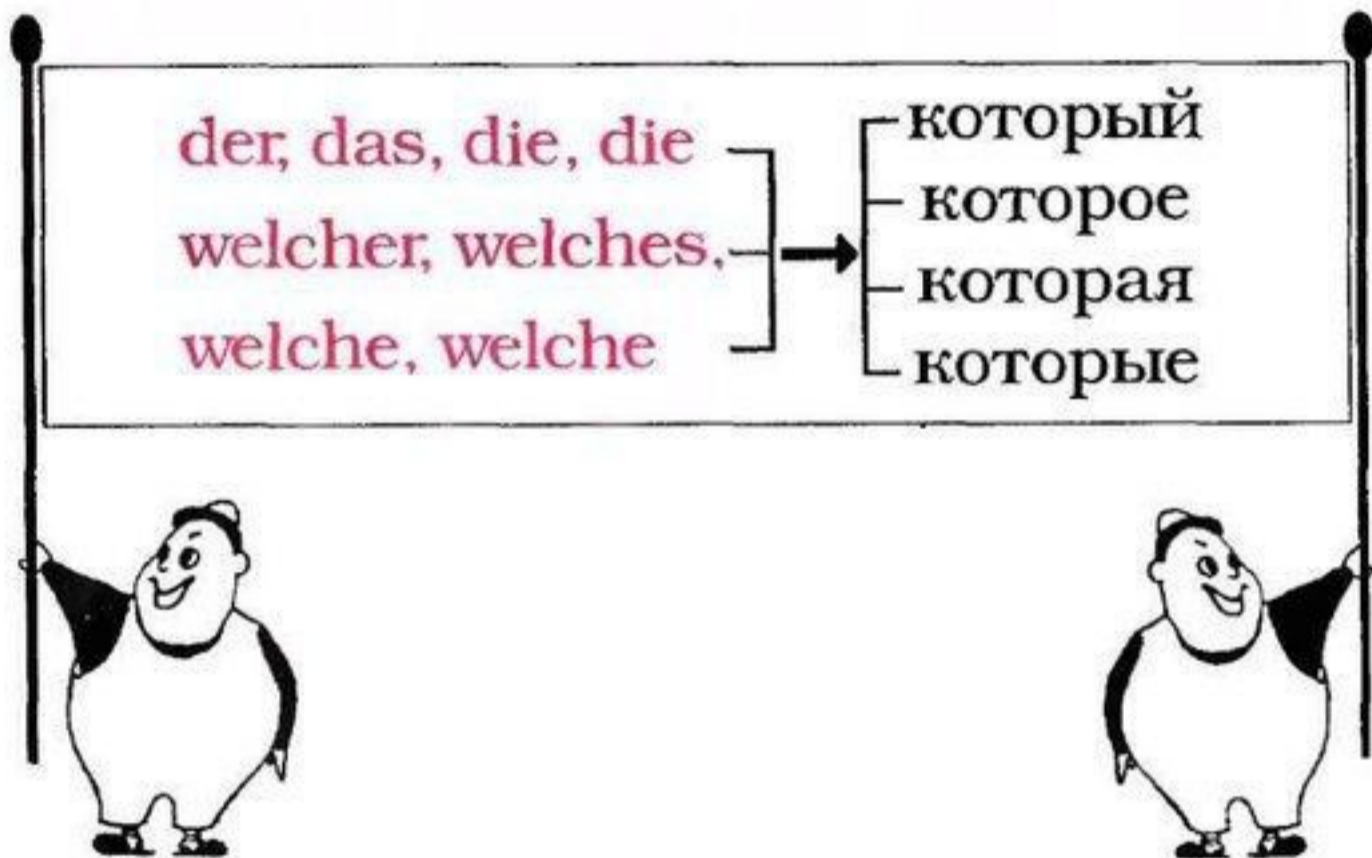 der, das, die, die
welcher, welches,
welche, welche
который
которое
которая
которые